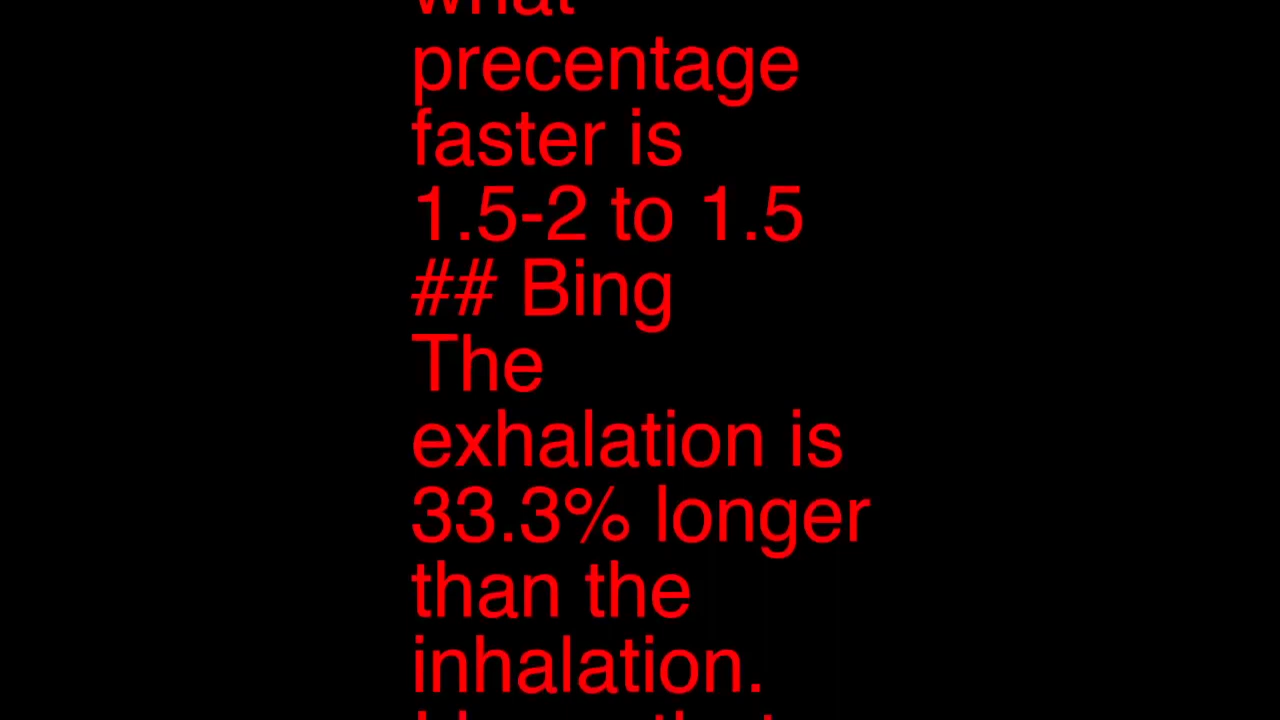 what
precentage
faster is
1.5-2 to 1.5
## Bing
The
exhalation is
33.3% longer
than the
inhalation.